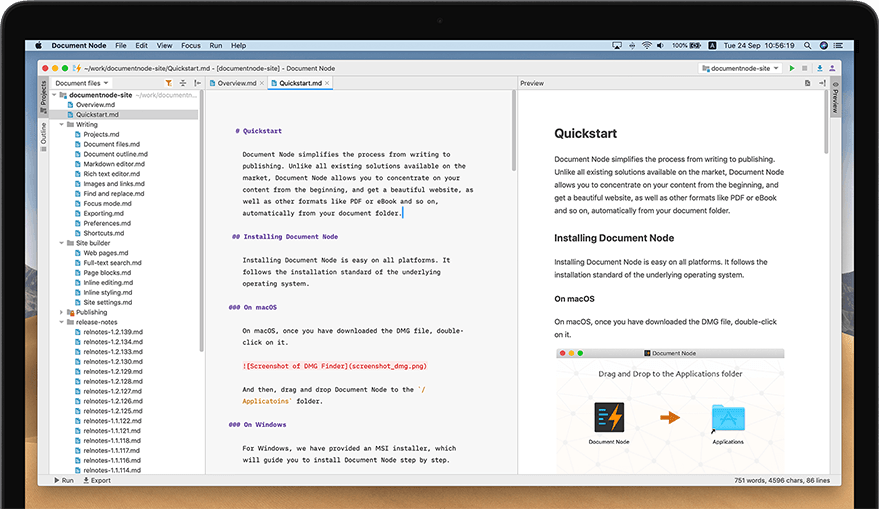 Document Node File Edit View Focus Run Help 100% A Tue 24 Sep 10:56:19
~/work/documentnode-site/Quickstart.md - [documentnode-site] - Document Node
documentnode-site
Projects
Outline
Document files
documentnode-site ~/work/documentn...
Overview.md
Quickstart.md
Writing
Projects.md
Document files.md
Document outline.md
Markdown editor.md
Rich text editor.md
Images and links.md
Find and replace.md
Focus mode.md
Exporting.md
Preferences.md
Shortcuts.md
Site builder
Web pages.md
Full-text search.md
Page blocks.md
Inline editing.md
Inline styling.md
Site settings.md
Publishing
release-notes
relnotes-1.2.139.md
relnotes-1.2.134.md
relnotes-1.2.133.md
relnotes-1.2.130.md
relnotes-1.2.129.md
relnotes-1.2.128.md
relnotes-1.2.127.md
relnotes-1.2.126.md
relnotes-1.2.125.md
relnotes-1.1.122.md
relnotes-1.1.121.md
relnotes-1.1.118.md
relnotes-1.1.117.md
relnotes-1.1.116.md
relnotes-1.1.114.md
Overview.md
Quickstart.md
# Quickstart
Document Node simplifies the process from writing to
publishing. Unlike all existing solutions available on the
market, Document Node allows you to concentrate on your
content from the beginning, and get a beautiful website, as
well as other formats like PDF or eBook and so on,
automatically from your document folder.
## Installing Document Node
Installing Document Node is easy on all platforms. It
follows the installation standard of the underlying
operating system.
### On macOS
On macOS, once you have downloaded the DMG file, double-
click on it.
![Screenshot of DMG Finder](screenshot_dmg.png)
And then, drag and drop Document Node to the `/
Applicatoins` folder.
### On Windows
For Windows, we have provided an MSI installer, which
will guide you to install Document Node step by step.
Preview
Quickstart
Document Node simplifies the process from writing to publishing.
Unlike all existing solutions available on the market, Document Node
allows you to concentrate on your content from the beginning, and
get a beautiful website, as well as other formats like PDF or eBook
and so on, automatically from your document folder.
Installing Document Node
Installing Document Node is easy on all platforms. It follows the
installation standard of the underlying operating system.
On macOS
On macOS, once you have downloaded the DMG file, double-click
on it.
Document Node
Drag and Drop to the Applications folder
Document Node
Applications
Preview
Run Export
751 words, 4596 chars, 86 lines